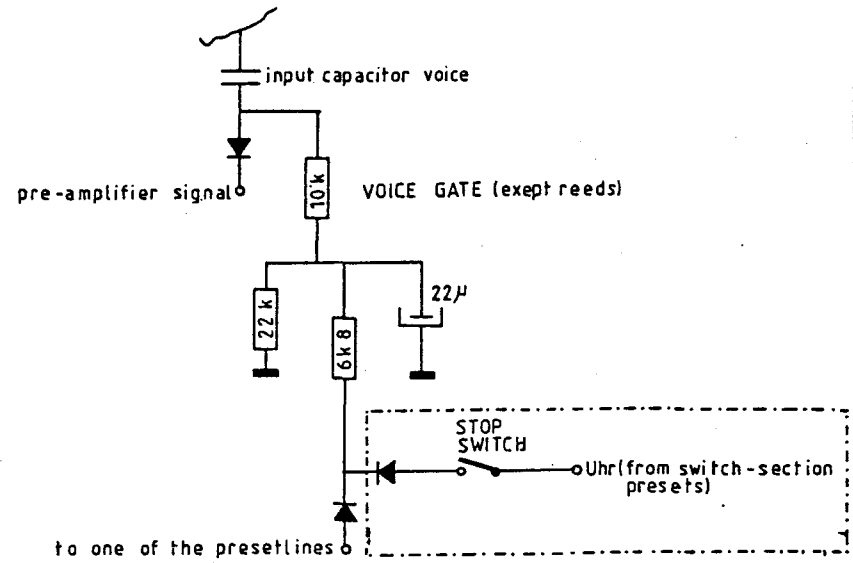 input capacitor voice
pre-amplifier signal
10k
VOICE GATE (exept reeds)
22µ
22k
6k8
STOP
SWITCH
Uhr(from switch-section
presets)
to one of the presetlines